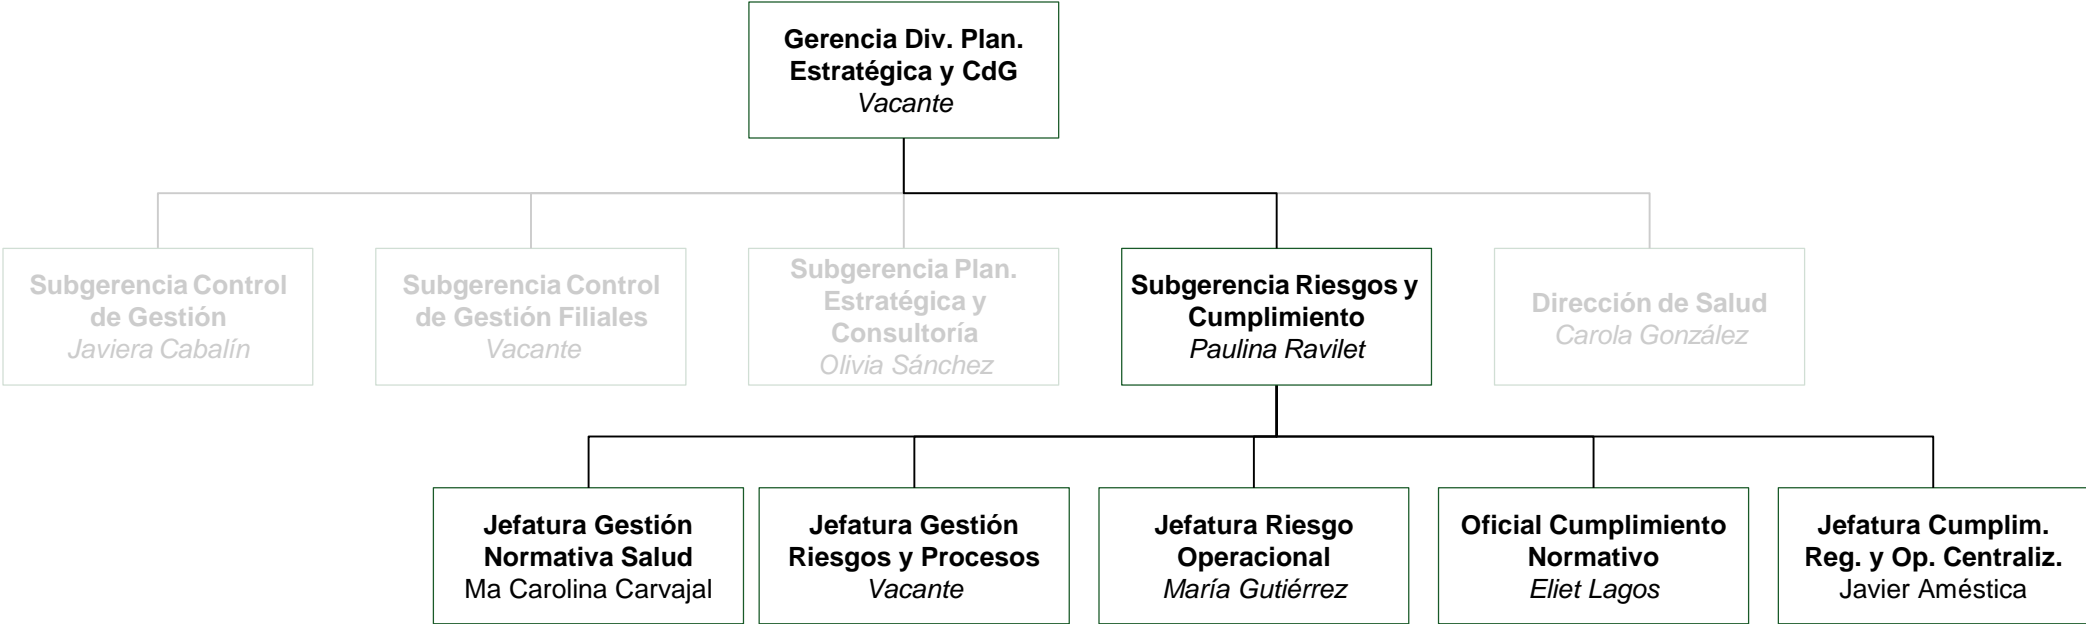 Gerencia Div. Plan.
Estratégica y CdG
Vacante
Subgerencia Control
de Gestión
Javiera Cabalín
Subgerencia Control
de Gestión Filiales
Vacante
Subgerencia Plan.
Estratégica y
Consultoría
Olivia Sánchez
Subgerencia Riesgos y
Cumplimiento
Paulina Ravilet
Dirección de Salud
Carola González
Jefatura Gestión
Normativa Salud
Ma Carolina Carvajal
Jefatura Gestión
Riesgos y Procesos
Vacante
Jefatura Riesgo
Operacional
María Gutiérrez
Oficial Cumplimiento
Normativo
Eliet Lagos
Jefatura Cumplim.
Reg. y Op. Centraliz.
Javier Améstica